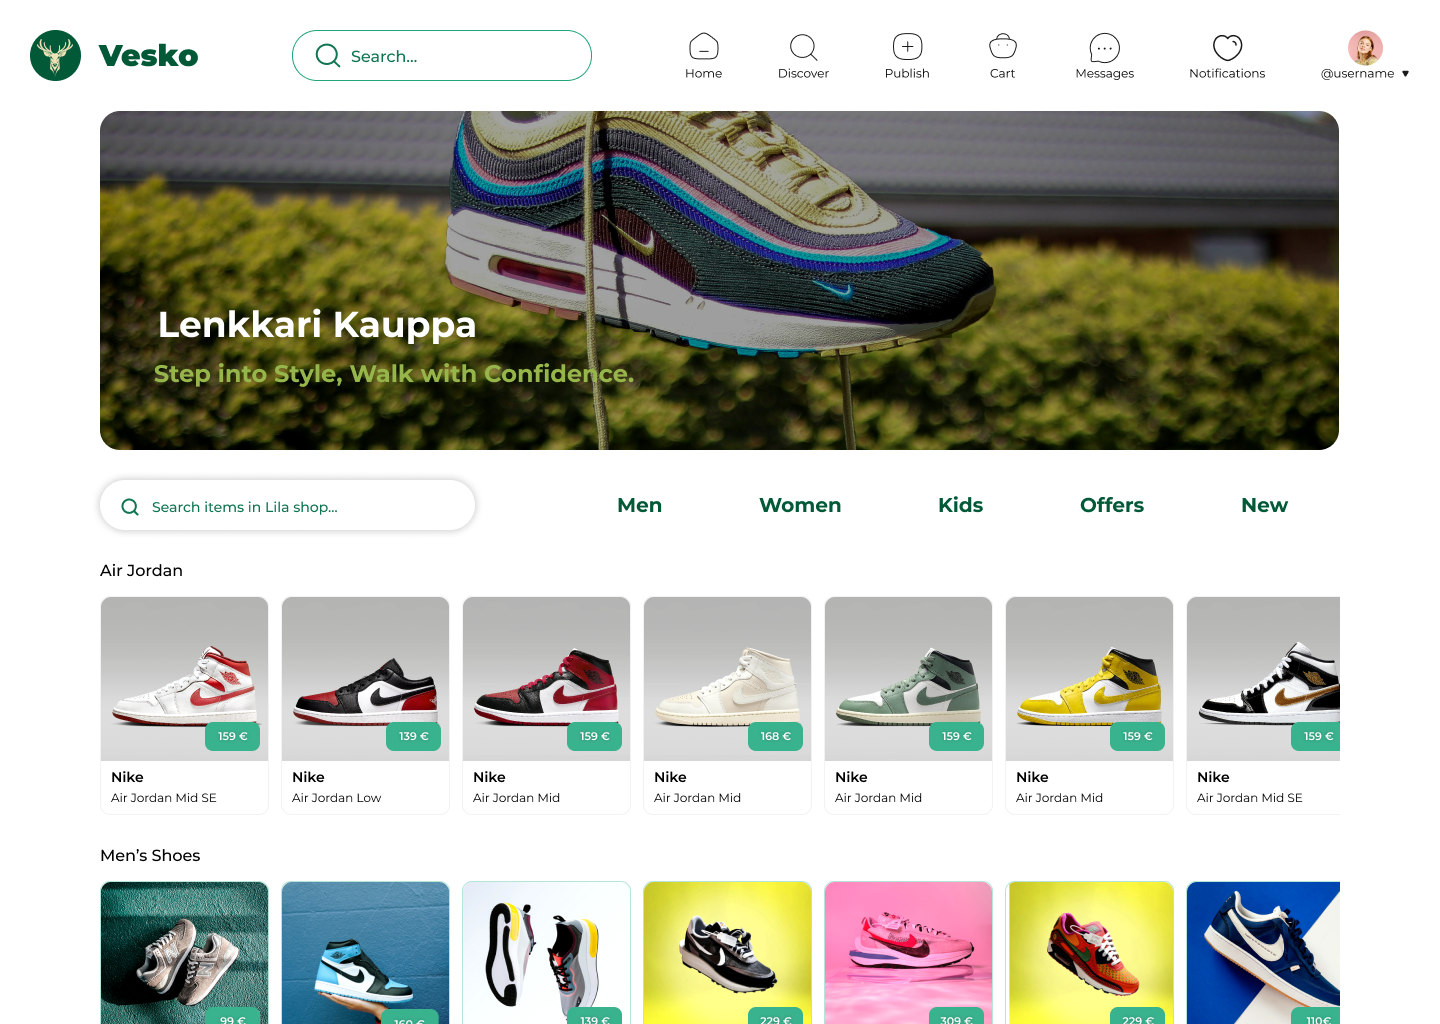 Vesko
Search...
Home
Discover
Publish
Cart
Messages
Notifications
@username
Lenkkari Kauppa
Step into Style, Walk with Confidence.
Search items in Lila shop...
Men
Women
Kids
Offers
New
Air Jordan
159 €
139 €
159 €
168 €
159 €
159 €
159 €
Nike
Air Jordan Mid SE
Nike
Air Jordan Low
Nike
Air Jordan Mid
Nike
Air Jordan Mid
Nike
Air Jordan Mid
Nike
Air Jordan Mid
Nike
Air Jordan Mid SE
Men's Shoes
99 €
160 €
139 €
229 €
309 €
229 €
110€